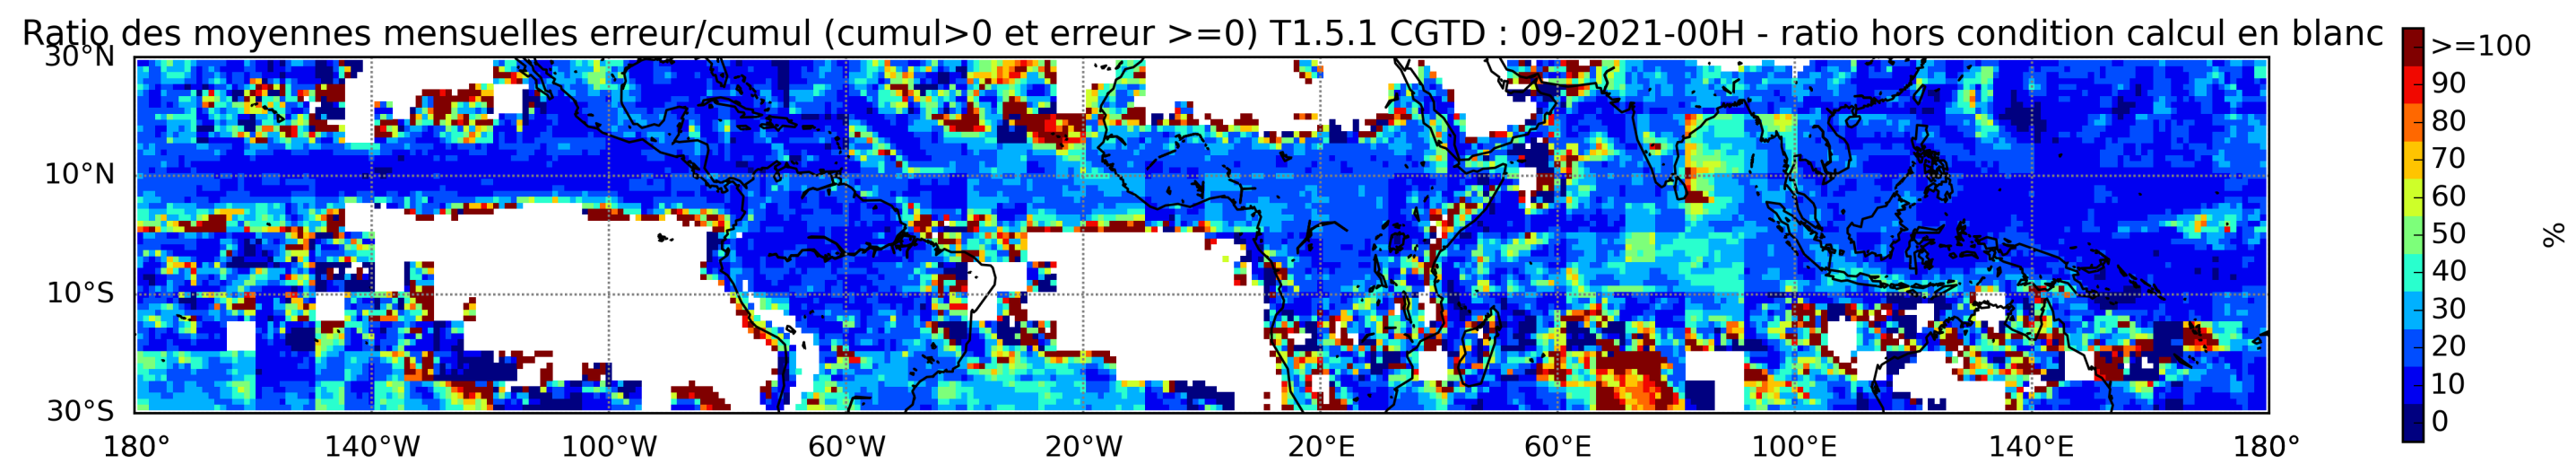 Ratio des moyennes mensuelles erreur/cumul (cumul>0 et erreur >=0) T1.5.1 CGTD : 09-2021-00H - ratio hors condition calcul en blanc
30°N
10°N
10°S
30°S
180° 140°W 100°W 60°W 20°W 20°E 60°E 100°E 140°E 180°
>=100
90
80
70
60
50
40
30
20
10
0
%